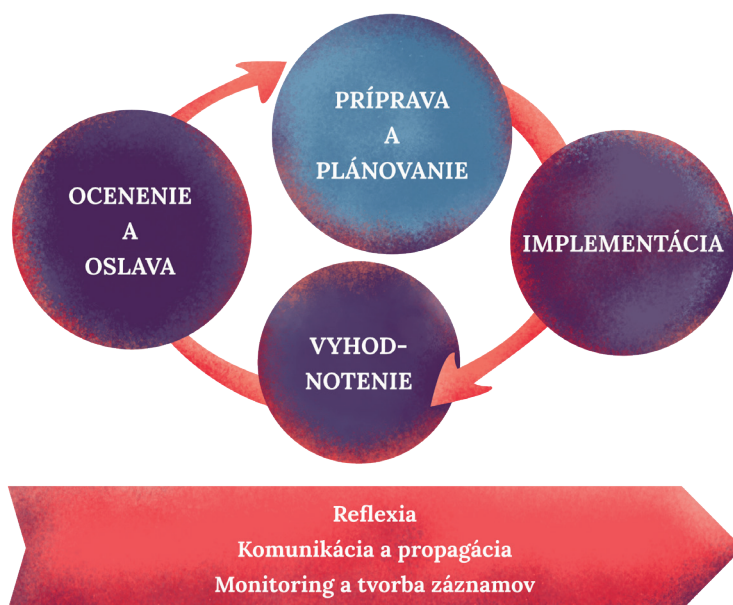 PRÍPRAVA
A
PLÁNOVANIE
IMPLEMENTÁCIA
VYHOD-
NOTENIE
OCENENIE
A
OSLAVA
Reflexia
Komunikácia a propagácia
Monitoring a tvorba záznamov